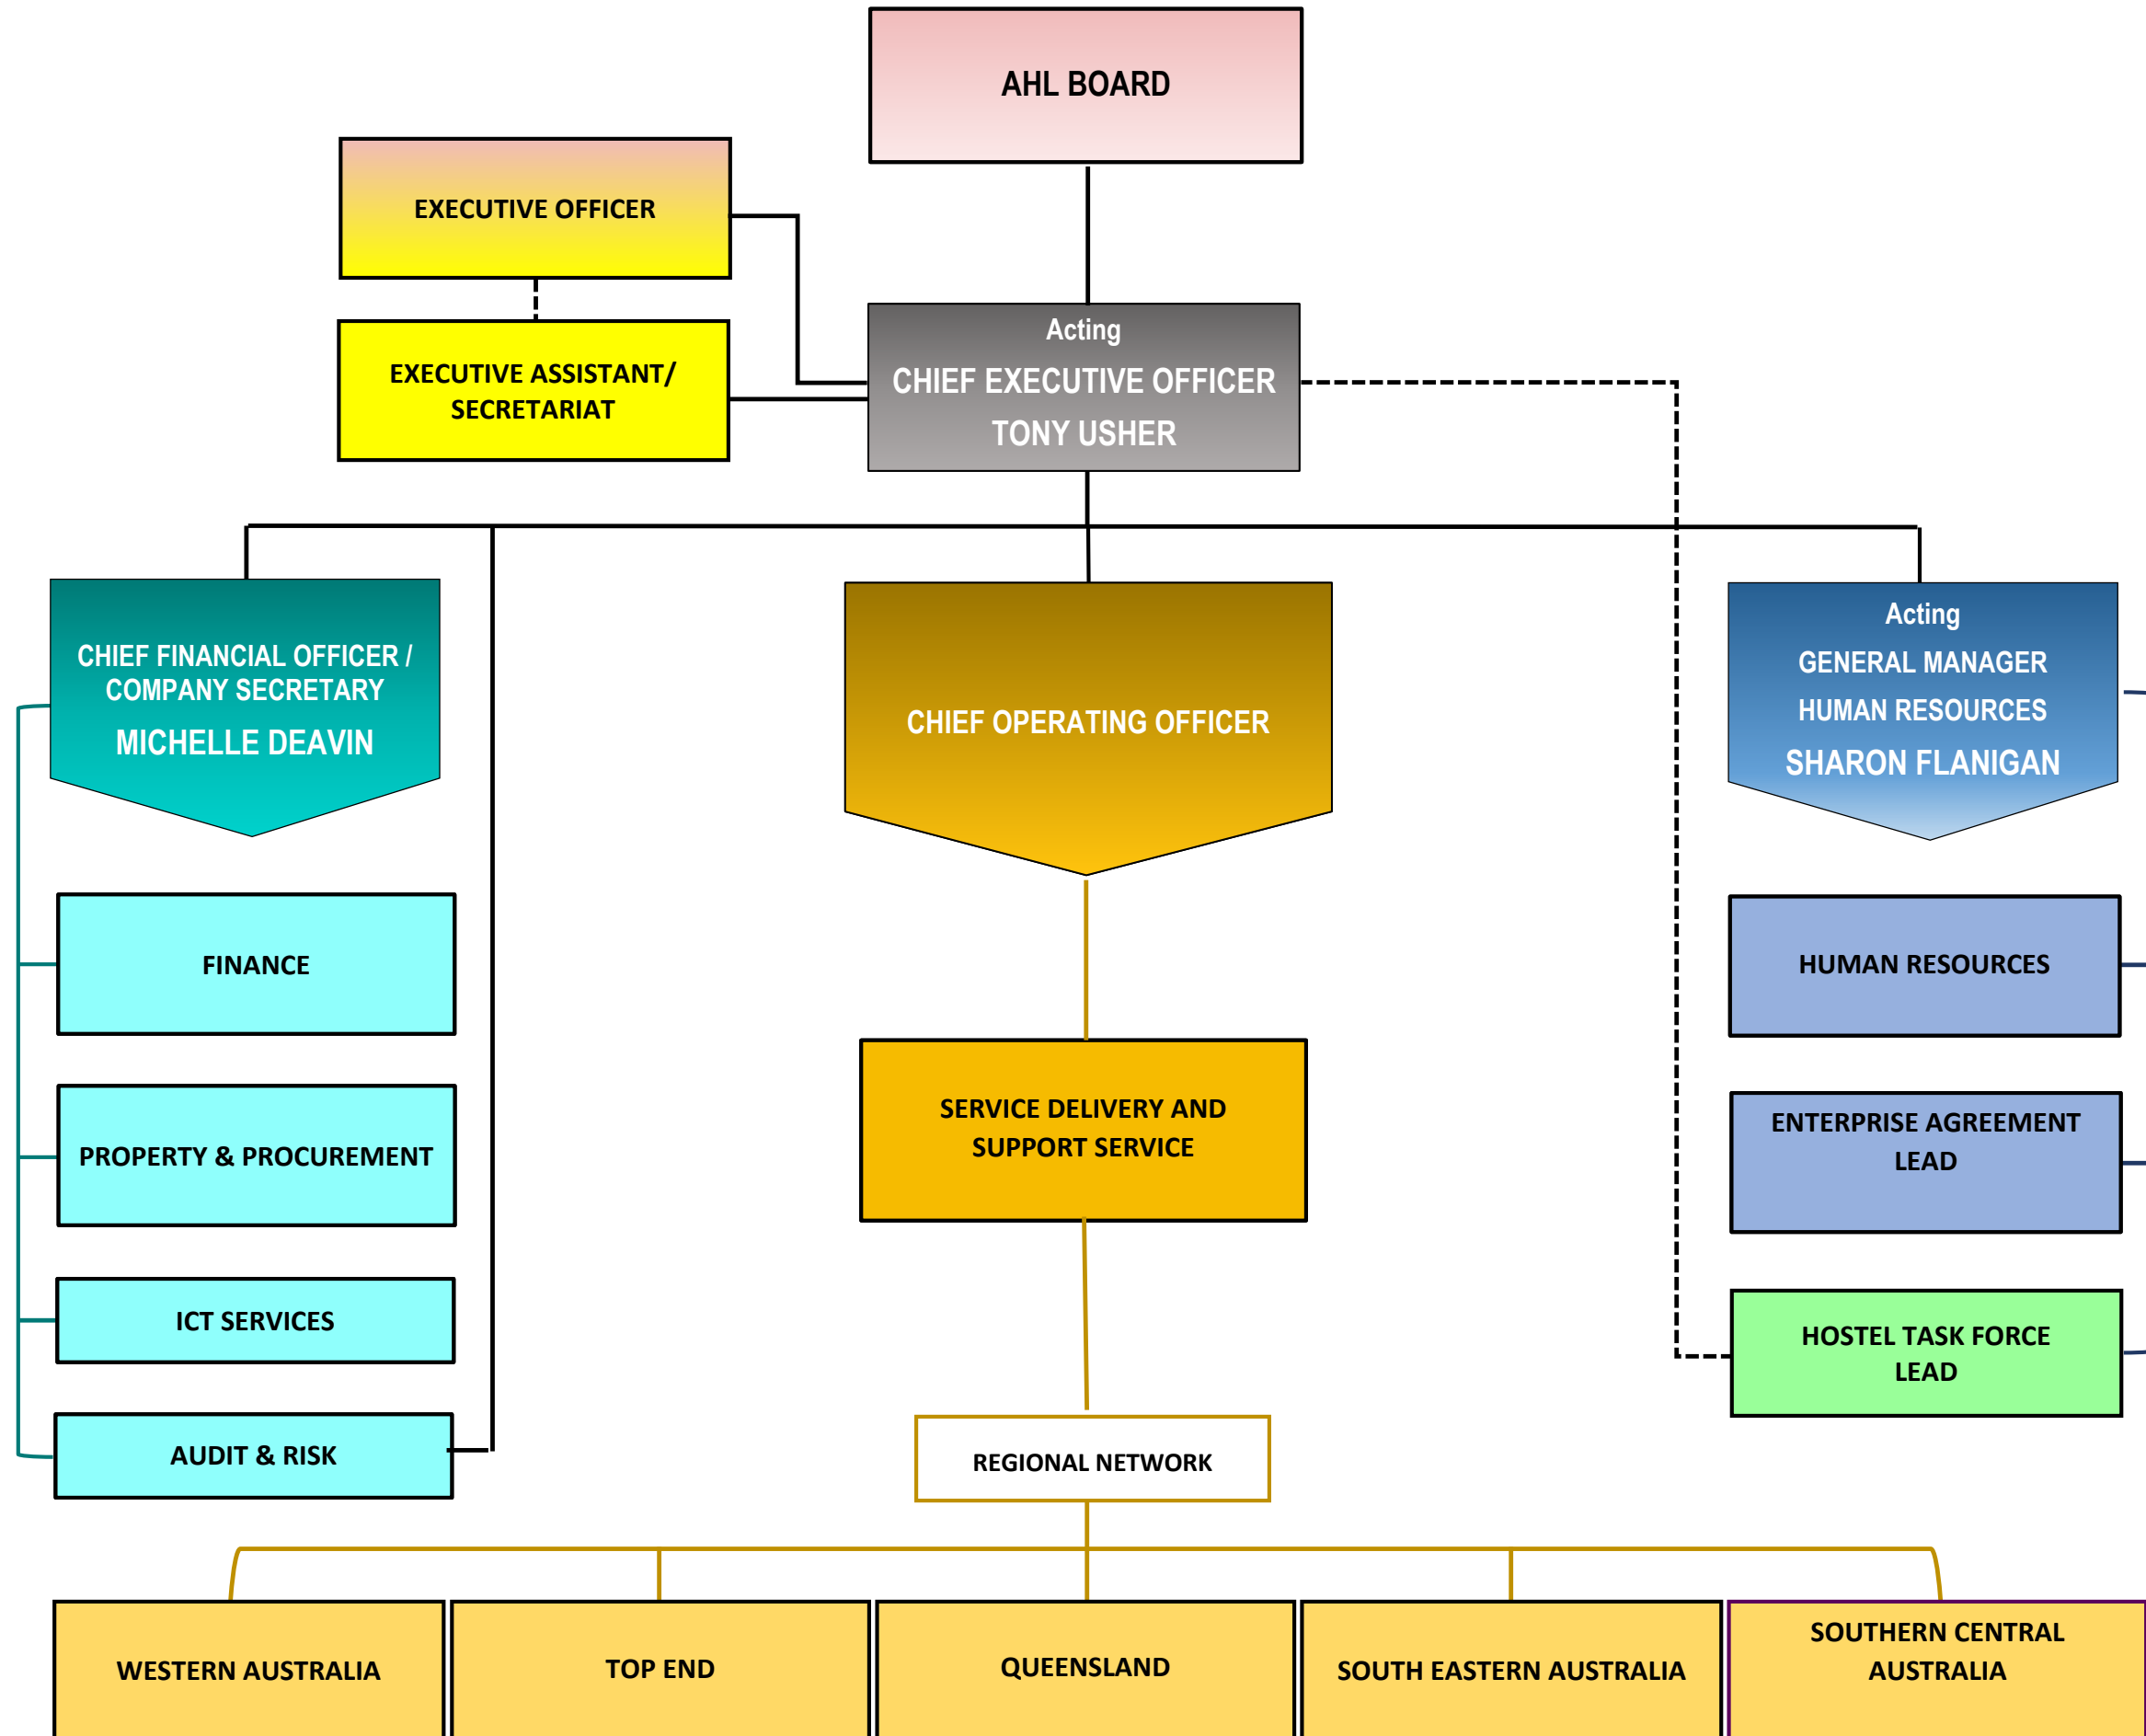 AHL BOARD
EXECUTIVE OFFICER
EXECUTIVE ASSISTANT/
SECRETARIAT
Acting
CHIEF EXECUTIVE OFFICER
TONY USHER
CHIEF FINANCIAL OFFICER /
COMPANY SECRETARY
MICHELLE DEAVIN
CHIEF OPERATING OFFICER
Acting
GENERAL MANAGER
HUMAN RESOURCES
SHARON FLANIGAN
FINANCE
PROPERTY & PROCUREMENT
ICT SERVICES
AUDIT & RISK
SERVICE DELIVERY AND
SUPPORT SERVICE
HUMAN RESOURCES
ENTERPRISE AGREEMENT
LEAD
HOSTEL TASK FORCE
LEAD
REGIONAL NETWORK
WESTERN AUSTRALIA
TOP END
QUEENSLAND
SOUTH EASTERN AUSTRALIA
SOUTHERN CENTRAL
AUSTRALIA